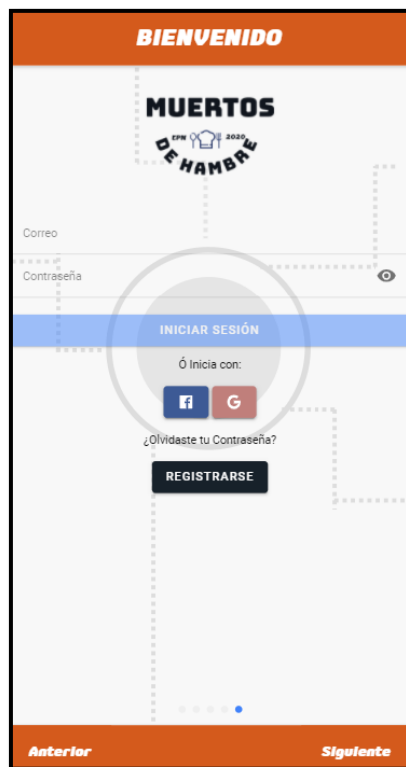 BIENVENIDO
MUERTOS
EPN 2020
DE HAMBRE
Correo
Contraseña
INICIAR SESIÓN
Ó Inicia con:
G
¿Olvidaste tu Contraseña?
REGISTRARSE
Anterior
Siguiente